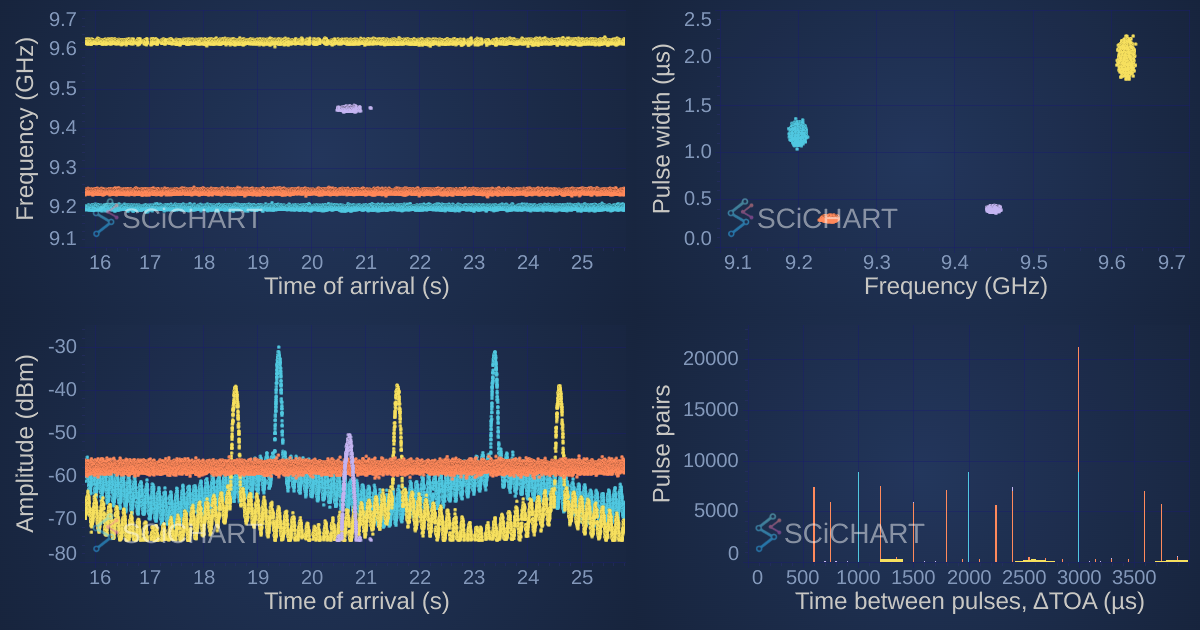 9.7
9.6
9.5
9.4
9.3
9.2
9.1
Frequency (GHz)
SCiCHART
16 17 18 19 20 21 22 23 24 25
Time of arrival (s)
2.5
2.0
1.5
1.0
0.5
0.0
Pulse width (µs)
SCiCHART
9.1 9.2 9.3 9.4 9.5 9.6 9.7
Frequency (GHz)
-30
-40
-50
-60
-70
-80
Amplitude (dBm)
SCiCHART
16 17 18 19 20 21 22 23 24 25
Time of arrival (s)
20000
15000
10000
5000
0
Pulse pairs
SCiCHART
0 500 1000 1500 2000 2500 3000 3500
Time between pulses, ΔTOA (µs)